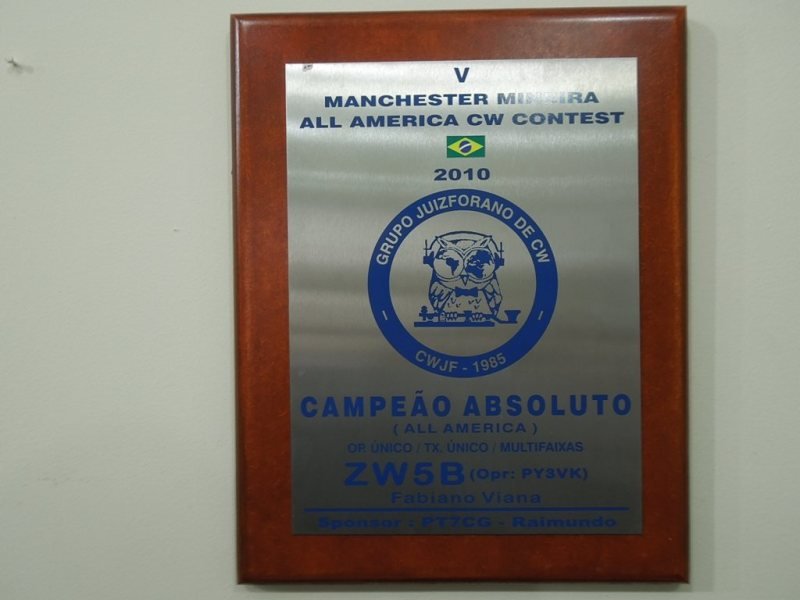 V
MANCHESTER MINEIRA
ALL AMERICA CW CONTEST
2010
GRUPO JUIZFORANO DE CW
CWJF - 1985
CAMPEÃO ABSOLUTO
( ALL AMERICA )
OR ÚNICO / TX. ÚNICO / MULTIFAIXAS
ZW5B (Opr: PY3VK)
Fabiano Viana
Sponsor : PT7CG - Raimundo